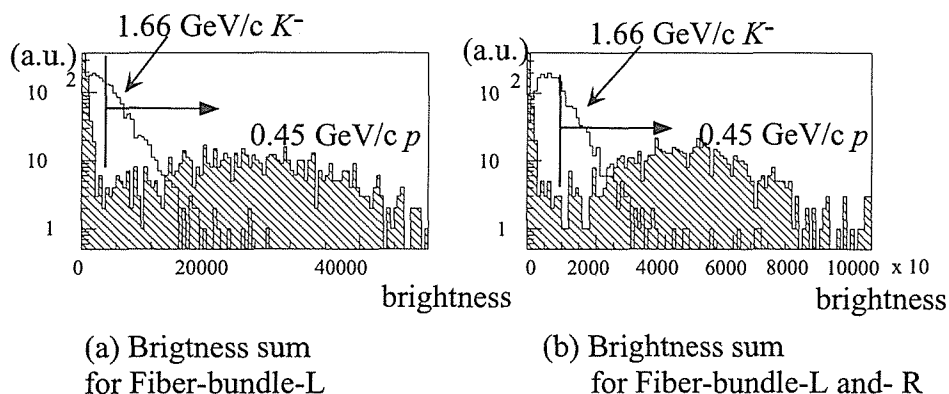 1.66 GeV/c K-
(a.u.)
10 2
10
1
0.45 GeV/c p
0 20000 40000
brightness
(a) Brigtness sum
for Fiber-bundle-L
1.66 GeV/c K-
(a.u.)
10 2
10
1
0.45 GeV/c p
0 2000 4000 6000 8000 10000 x 10
brightness
(b) Brightness sum
for Fiber-bundle-L and- R